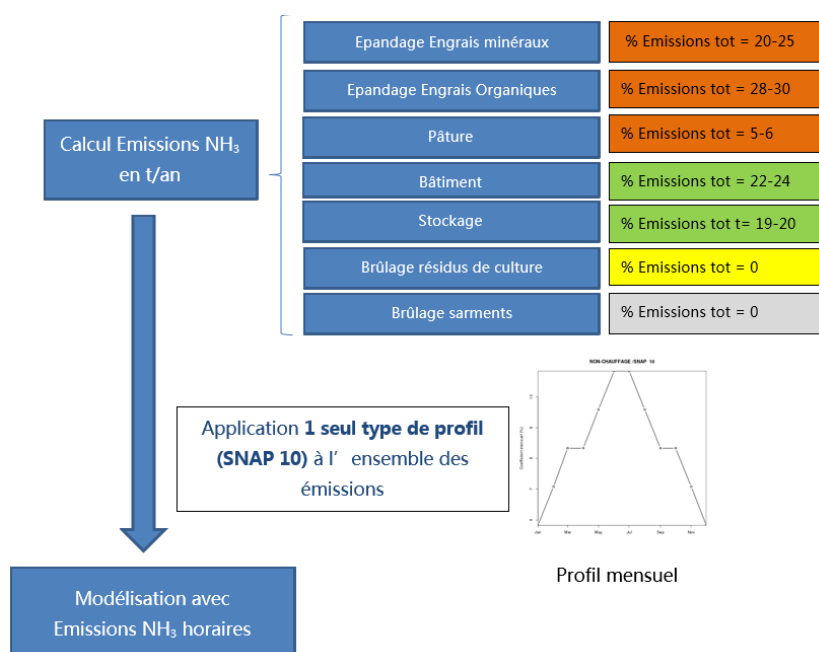 Epandage Engrais minéraux
% Emissions tot = 20-25
Epandage Engrais Organiques
% Emissions tot = 28-30
Pâture
% Emissions tot = 5-6
Calcul Emissions NH₃
en t/an
Bâtiment
% Emissions tot = 22-24
Stockage
% Emissions tot t= 19-20
Brûlage résidus de culture
% Emissions tot = 0
Brûlage sarments
% Emissions tot = 0
Application 1 seul type de profil
(SNAP 10) à l' ensemble des
émissions
NON-CHAUFFAGE /SNAP 10
Jan Mar May Jul Sep Nov
Profil mensuel
Modélisation avec
Emissions NH₃ horaires